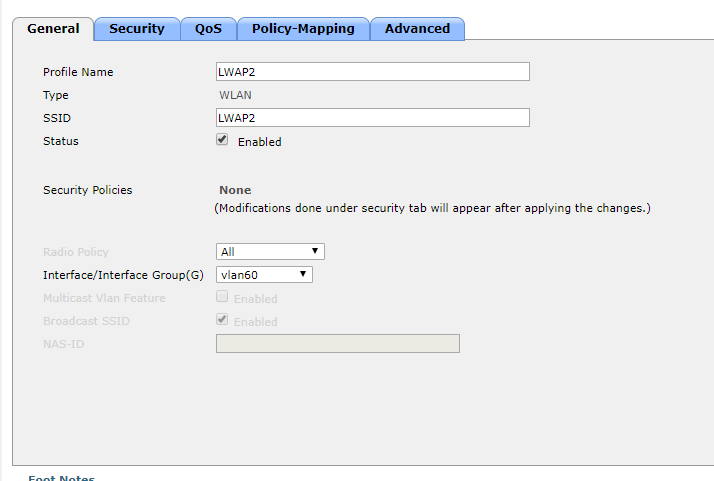 General Security QoS Policy-Mapping Advanced
Profile Name LWAP2
Type WLAN
SSID LWAP2
Status Enabled
Security Policies None
(Modifications done under security tab will appear after applying the changes.)
Radio Policy All
Interface/Interface Group(G) vlan60
Multicast Vlan Feature Enabled
Broadcast SSID Enabled
NAS-ID
Foot Notes